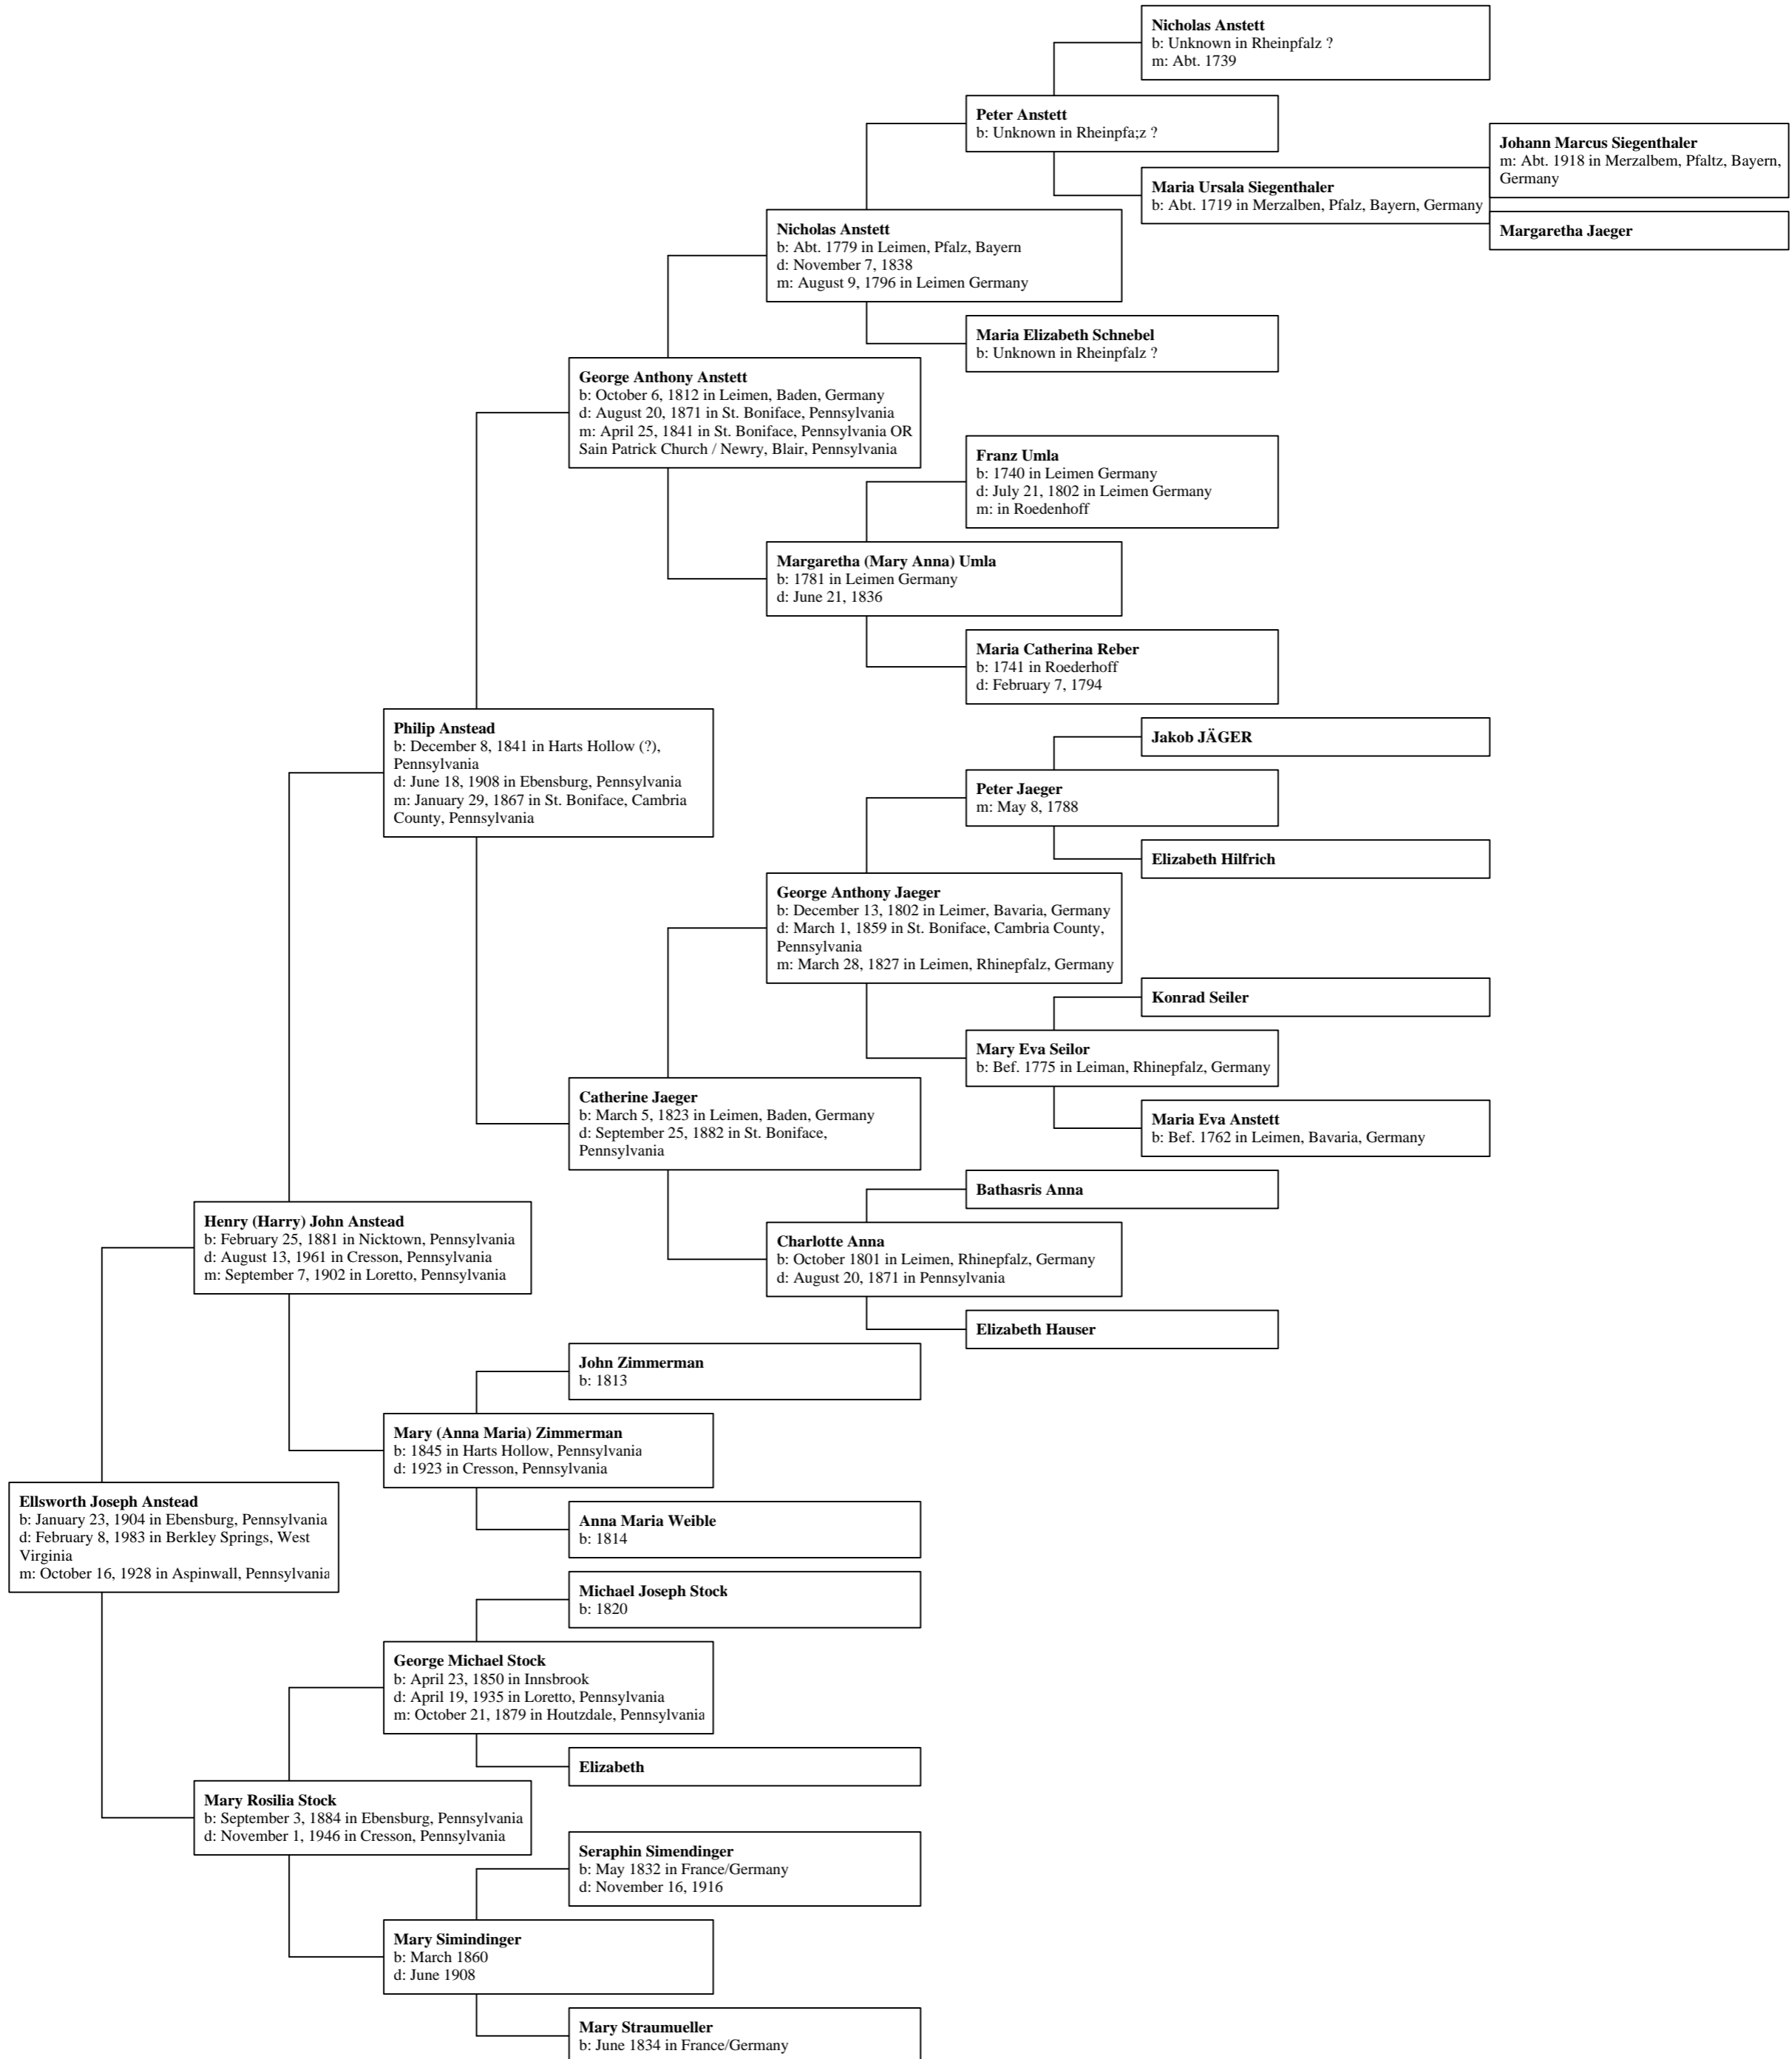 Nicholas Anstett
b: Unknown in Rheinpfalz ?
m: Abt. 1739
Peter Anstett
b: Unknown in Rheinpfa;z ?
Johann Marcus Siegenthaler
m: Abt. 1918 in Merzalbem, Pfaltz, Bayern,
Germany
Maria Ursala Siegenthaler
b: Abt. 1719 in Merzalben, Pfalz, Bayern, Germany
Margaretha Jaeger
Nicholas Anstett
b: Abt. 1779 in Leimen, Pfalz, Bayern
d: November 7, 1838
m: August 9, 1796 in Leimen Germany
Maria Elizabeth Schnebel
b: Unknown in Rheinpfalz ?
George Anthony Anstett
b: October 6, 1812 in Leimen, Baden, Germany
d: August 20, 1871 in St. Boniface, Pennsylvania
m: April 25, 1841 in St. Boniface, Pennsylvania OR
Sain Patrick Church / Newry, Blair, Pennsylvania
Franz Umla
b: 1740 in Leimen Germany
d: July 21, 1802 in Leimen Germany
m: in Roedenhoff
Margaretha (Mary Anna) Umla
b: 1781 in Leimen Germany
d: June 21, 1836
Maria Catherina Reber
b: 1741 in Roederhoff
d: February 7, 1794
Philip Anstead
b: December 8, 1841 in Harts Hollow (?),
Pennsylvania
d: June 18, 1908 in Ebensburg, Pennsylvania
m: January 29, 1867 in St. Boniface, Cambria
County, Pennsylvania
Jakob JÄGER
Peter Jaeger
m: May 8, 1788
Elizabeth Hilfrich
George Anthony Jaeger
b: December 13, 1802 in Leimer, Bavaria, Germany
d: March 1, 1859 in St. Boniface, Cambria County,
Pennsylvania
m: March 28, 1827 in Leimen, Rhinepfalz, Germany
Konrad Seiler
Mary Eva Seilor
b: Bef. 1775 in Leiman, Rhinepfalz, Germany
Maria Eva Anstett
b: Bef. 1762 in Leimen, Bavaria, Germany
Catherine Jaeger
b: March 5, 1823 in Leimen, Baden, Germany
d: September 25, 1882 in St. Boniface,
Pennsylvania
Bathasris Anna
Charlotte Anna
b: October 1801 in Leimen, Rhinepfalz, Germany
d: August 20, 1871 in Pennsylvania
Elizabeth Hauser
Henry (Harry) John Anstead
b: February 25, 1881 in Nicktown, Pennsylvania
d: August 13, 1961 in Cresson, Pennsylvania
m: September 7, 1902 in Loretto, Pennsylvania
John Zimmerman
b: 1813
Mary (Anna Maria) Zimmerman
b: 1845 in Harts Hollow, Pennsylvania
d: 1923 in Cresson, Pennsylvania
Anna Maria Weible
b: 1814
Ellsworth Joseph Anstead
b: January 23, 1904 in Ebensburg, Pennsylvania
d: February 8, 1983 in Berkley Springs, West
Virginia
m: October 16, 1928 in Aspinwall, Pennsylvania
Michael Joseph Stock
b: 1820
George Michael Stock
b: April 23, 1850 in Innsbrook
d: April 19, 1935 in Loretto, Pennsylvania
m: October 21, 1879 in Houtzdale, Pennsylvania
Elizabeth
Mary Rosilia Stock
b: September 3, 1884 in Ebensburg, Pennsylvania
d: November 1, 1946 in Cresson, Pennsylvania
Seraphin Simendinger
b: May 1832 in France/Germany
d: November 16, 1916
Mary Simindinger
b: March 1860
d: June 1908
Mary Straumueller
b: June 1834 in France/Germany